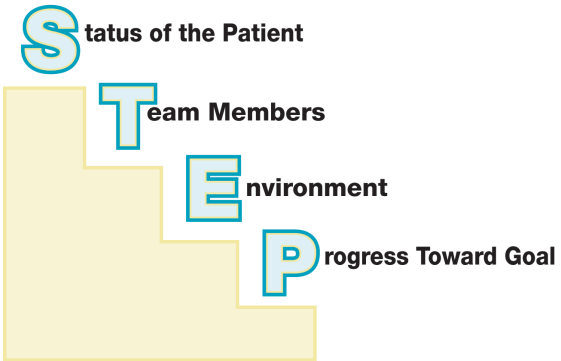 Status of the Patient
Team Members
Environment
Progress Toward Goal